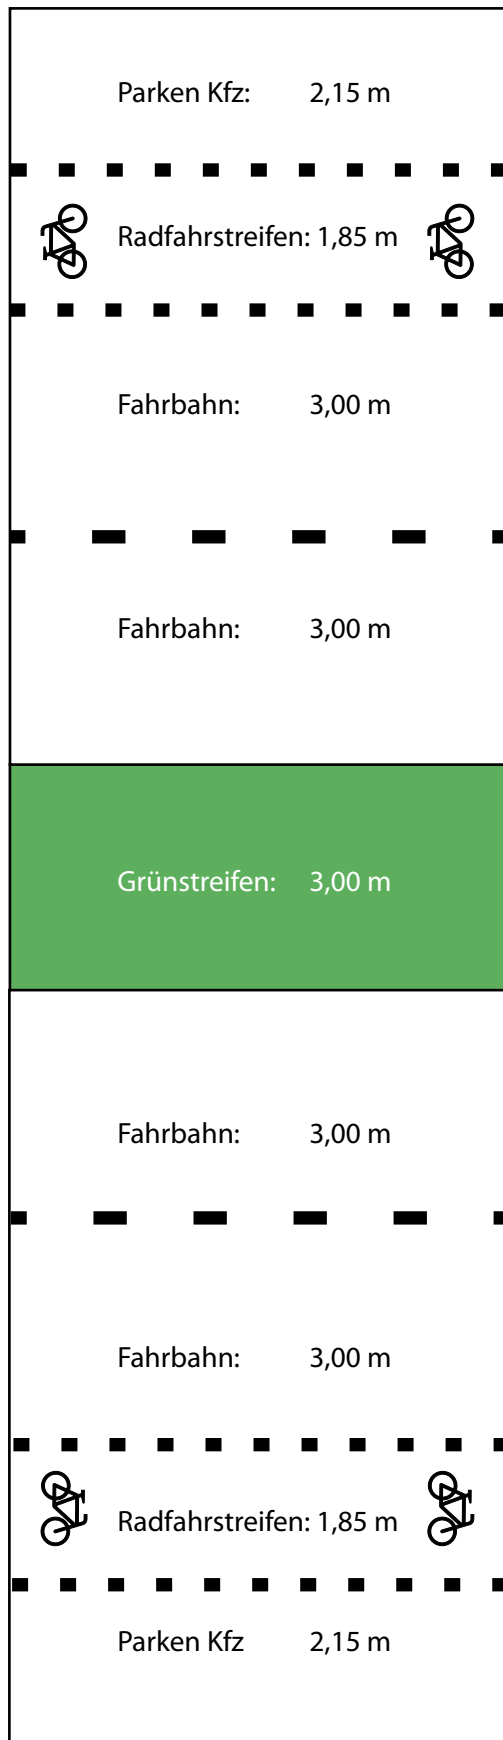 Parken Kfz: 2,15 m
Radfahrstreifen: 1,85 m
Fahrbahn: 3,00 m
Fahrbahn: 3,00 m
Grünstreifen: 3,00 m
Fahrbahn: 3,00 m
Fahrbahn: 3,00 m
Radfahrstreifen: 1,85 m
Parken Kfz 2,15 m